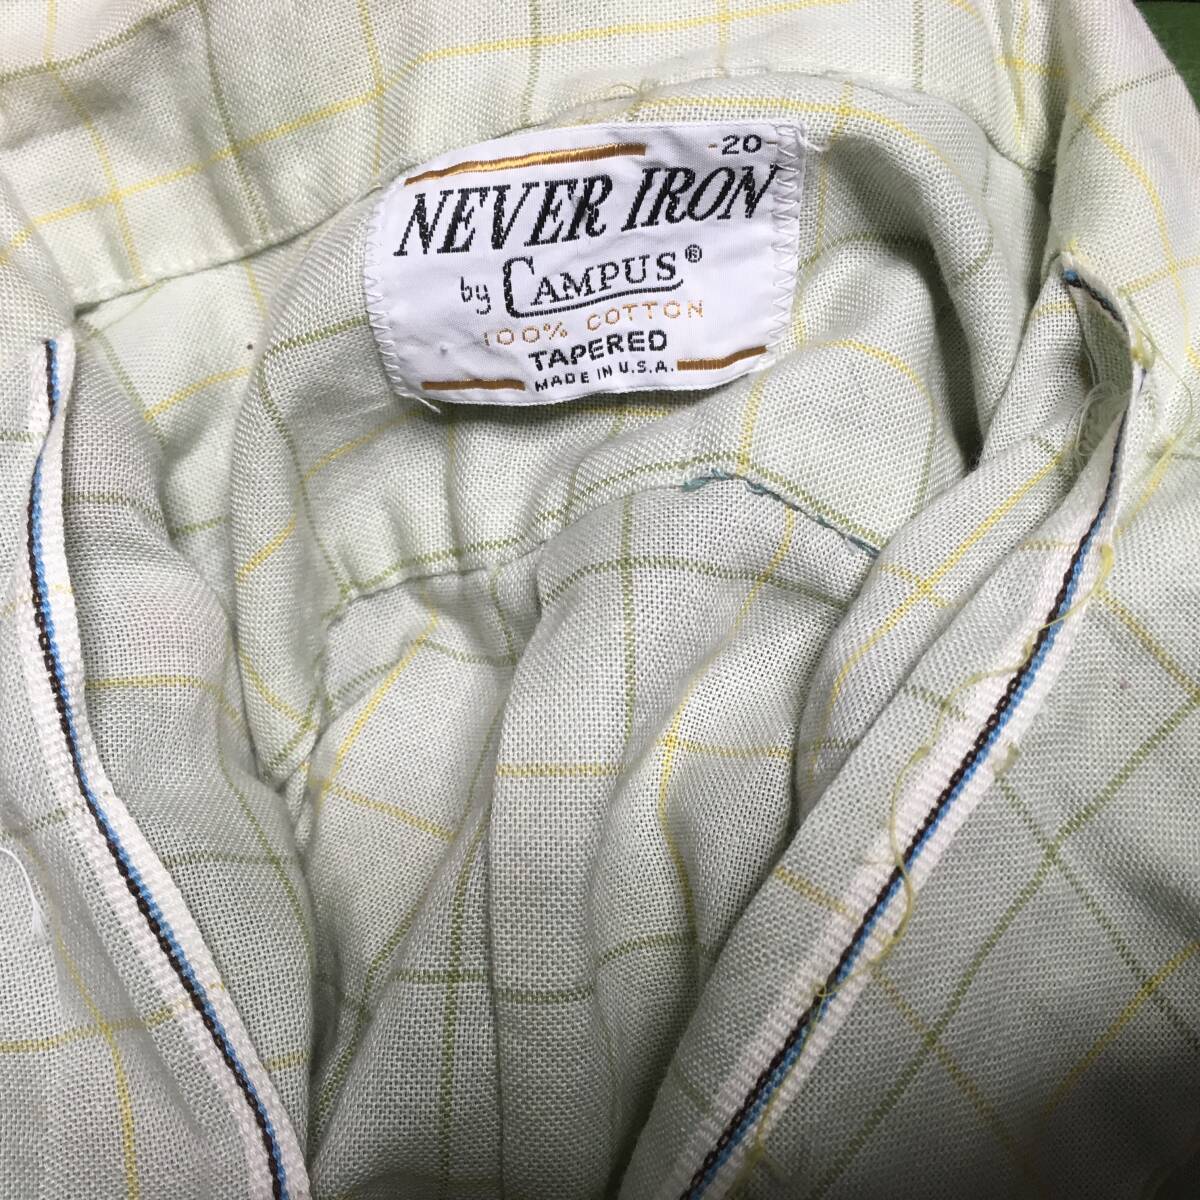 -20-
NEVER IRON
by CAMPUS®
100% COTTON
TAPERED
MADE IN U.S.A.